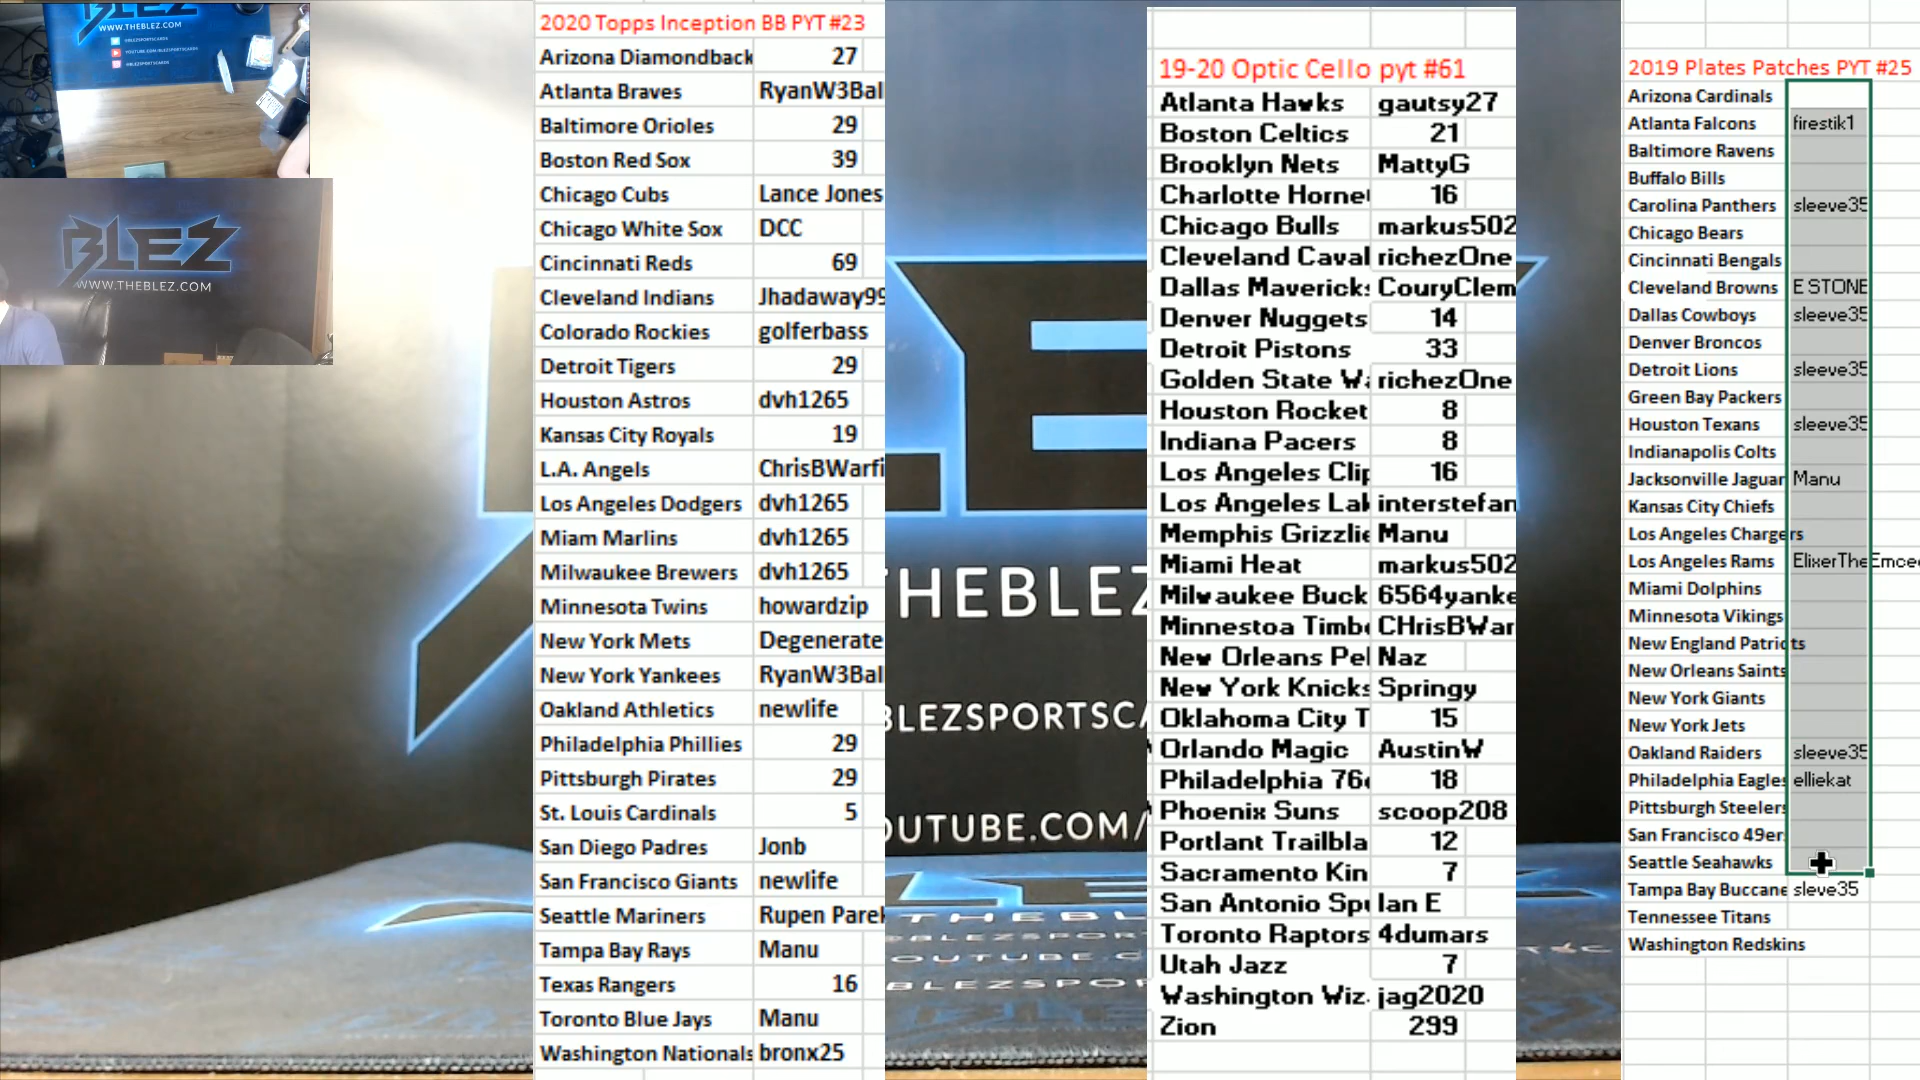 WWW.THEBLEZ.COM
BLEZ
WWW.THEBLEZ.COM
2020 Topps Inception BB PYT #23
Arizona Diamondback 27
Atlanta Braves RyanW3Bal
Baltimore Orioles 29
Boston Red Sox 39
Chicago Cubs Lance Jones
Chicago White Sox DCC
Cincinnati Reds 69
Cleveland Indians Jhadaway99
Colorado Rockies golferbass
Detroit Tigers 29
Houston Astros dvh1265
Kansas City Royals 19
L.A. Angels ChrisBWarfi
Los Angeles Dodgers dvh1265
Miam Marlins dvh1265
Milwaukee Brewers dvh1265
Minnesota Twins howardzip
New York Mets Degenerate
New York Yankees RyanW3Bal
Oakland Athletics newlife
Philadelphia Phillies 29
Pittsburgh Pirates 29
St. Louis Cardinals 5
San Diego Padres Jonb
San Francisco Giants newlife
Seattle Mariners Rupen Parek
Tampa Bay Rays Manu
Texas Rangers 16
Toronto Blue Jays Manu
Washington Nationals bronx25
THEBLEZ
BLEZSPORTSCA
OUTUBE.COM/
19-20 Optic Cello pyt #61
Atlanta Hawks gautsy27
Boston Celtics 21
Brooklyn Nets MattyG
Charlotte Horne 16
Chicago Bulls markus502
Cleveland Caval richezOne
Dallas Maverick CouryClem
Denver Nuggets 14
Detroit Pistons 33
Golden State Wa richezOne
Houston Rocket 8
Indiana Pacers 8
Los Angeles Clip 16
Los Angeles Lak interstefan
Memphis Grizzlie Manu
Miami Heat markus502
Milwaukee Buck 6564yanke
Minnestoa Timb CHrisBWar
New Orleans Pel Naz
New York Knicks Springy
Oklahoma City T 15
Orlando Magic AustinW
Philadelphia 76 18
Phoenix Suns scoop208
Portlant Trailbla 12
Sacramento Kin 7
San Antonio Spu Ian E
Toronto Raptors 4dumars
Utah Jazz 7
Washington Wiz jag2020
Zion 299
2019 Plates Patches PYT #25
Arizona Cardinals
Atlanta Falcons firestik1
Baltimore Ravens
Buffalo Bills
Carolina Panthers sleeve35
Chicago Bears
Cincinnati Bengals
Cleveland Browns E STONE
Dallas Cowboys sleeve35
Denver Broncos
Detroit Lions sleeve35
Green Bay Packers
Houston Texans sleeve35
Indianapolis Colts
Jacksonville Jaguar Manu
Kansas City Chiefs
Los Angeles Chargers
Los Angeles Rams ElixerTheEmcee
Miami Dolphins
Minnesota Vikings
New England Patriots
New Orleans Saints
New York Giants
New York Jets
Oakland Raiders sleeve35
Philadelphia Eagles elliekat
Pittsburgh Steelers
San Francisco 49er
Seattle Seahawks
Tampa Bay Buccane sleve35
Tennessee Titans
Washington Redskins